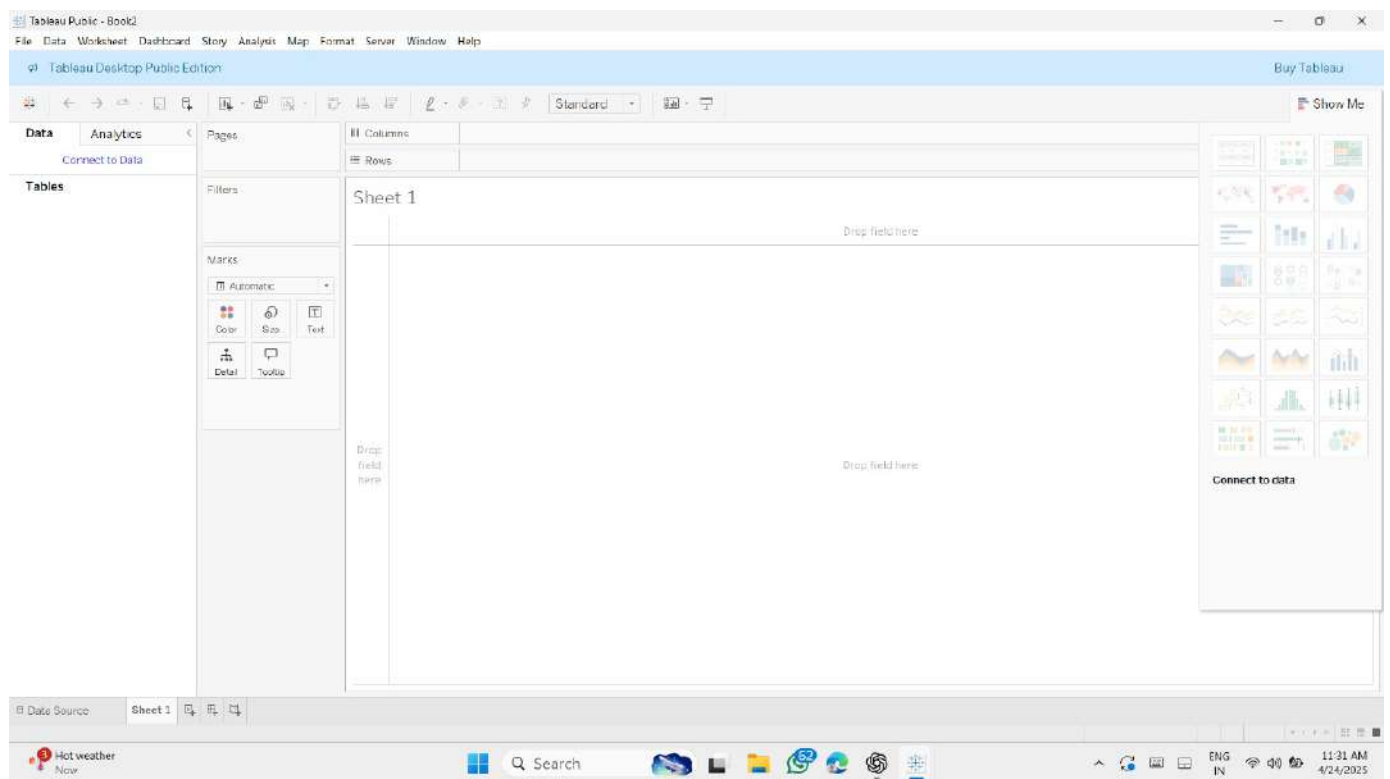 Tableau Public - Book2
File Data Worksheet Dashboard Story Analysis Map Format Server Window Help
Tableau Desktop Public Edition
Buy Tableau
Standard
Show Me
Data Analytics
Pages
Columns
Connect to Data
Rows
Tables
Filters
Sheet 1
Drop field here
Marks
Automatic
Color Size Text
Detail Tooltip
Drop
field
here
Drop field here
Connect to data
Data Source
Sheet 1
3
Hot weather
Now
Search
62
ENG
IN
11:31 AM
4/24/2025